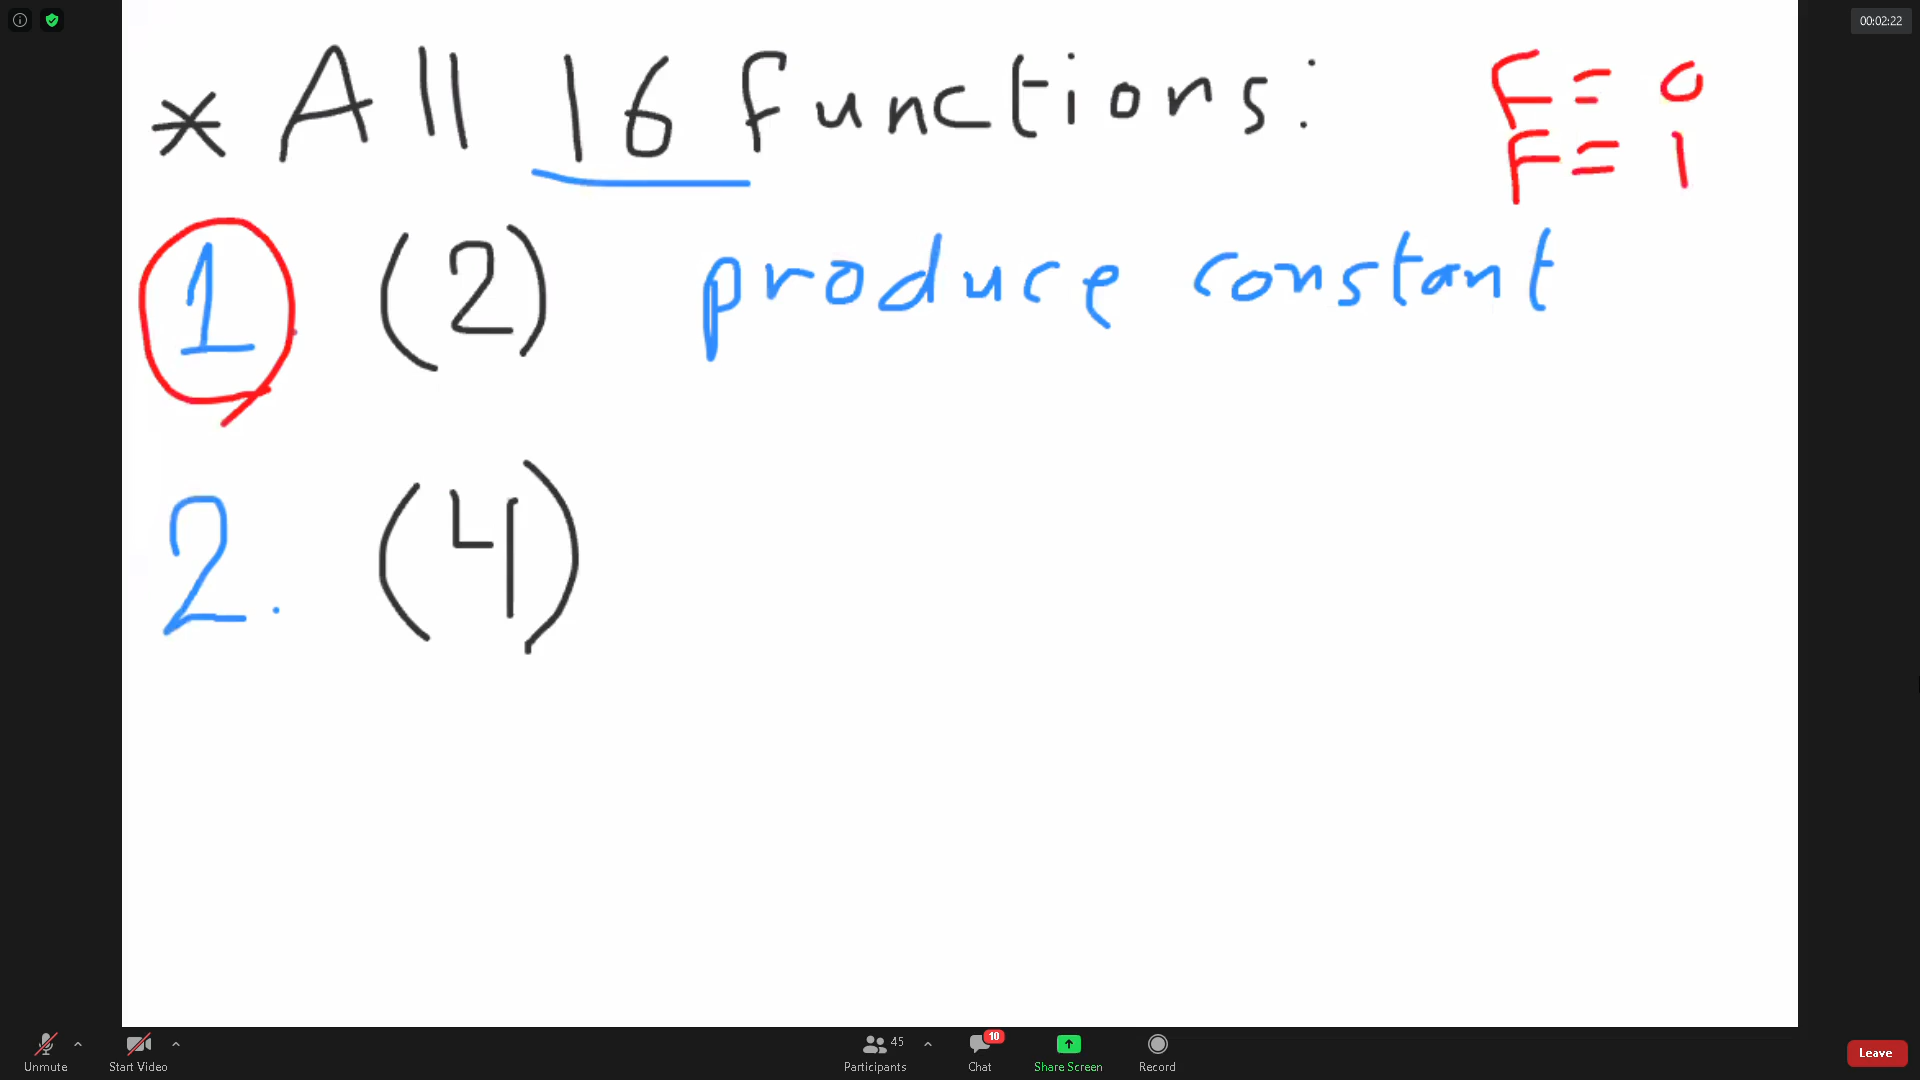 00:02:22
* All 16 functions:
F = 0
F = 1
1 (2) produce constant
2. (4)
Unmute
Start Video
45
Participants
10
Chat
Share Screen
Record
Leave